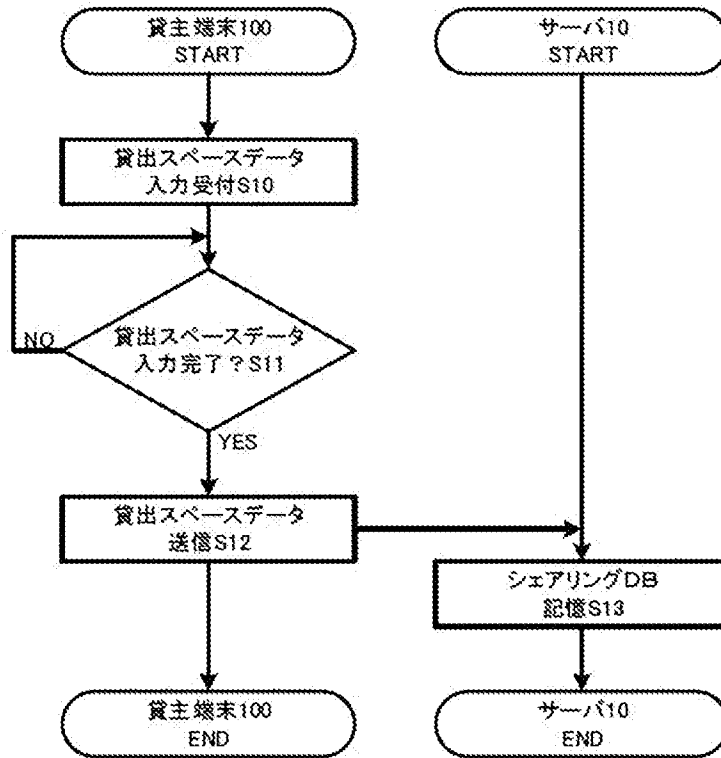 貸主端末100
START
サーバ10
START
貸出スペースデータ
入力受付S10
NO
貸出スペースデータ
入力完了？S11
YES
貸出スペースデータ
送信S12
シェアリングDB
記憶S13
貸主端末100
END
サーバ10
END